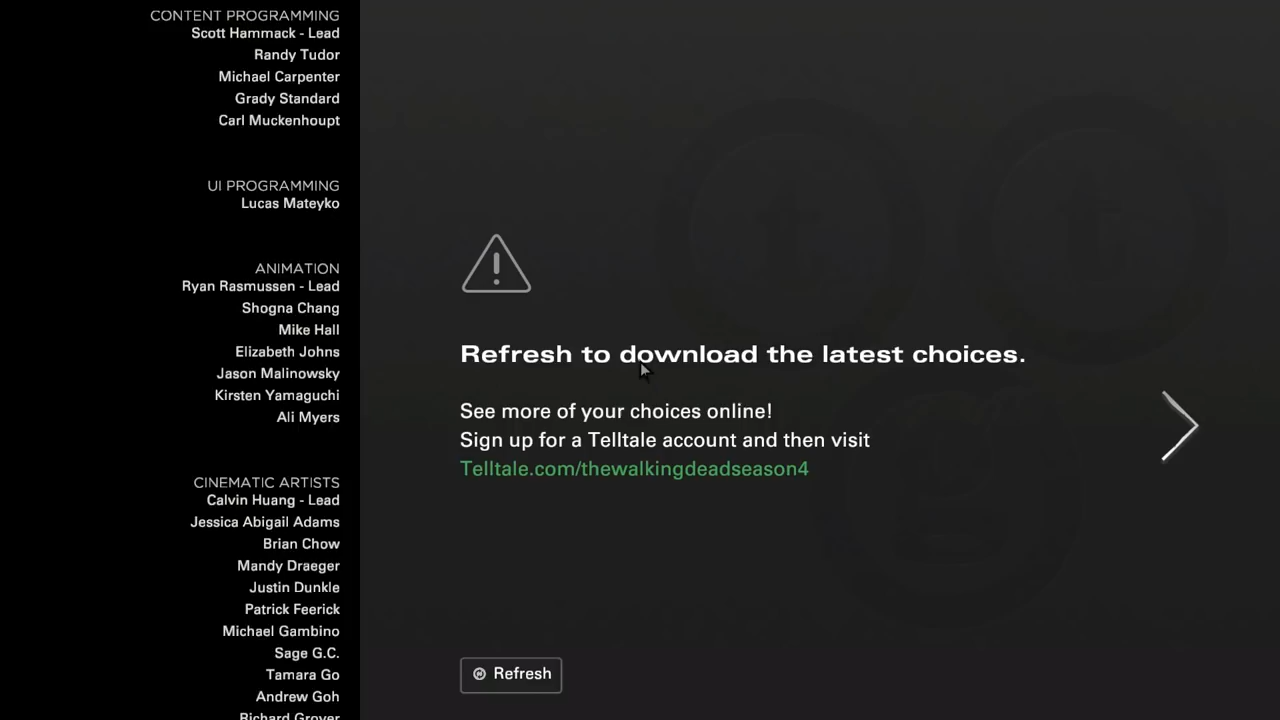 CONTENT PROGRAMMING
Scott Hammack - Lead
Randy Tudor
Michael Carpenter
Grady Standard
Carl Muckenhoupt
UI PROGRAMMING
Lucas Mateyko
ANIMATION
Ryan Rasmussen - Lead
Shogna Chang
Mike Hall
Elizabeth Johns
Jason Malinowsky
Kirsten Yamaguchi
Ali Myers
CINEMATIC ARTISTS
Calvin Huang - Lead
Jessica Abigail Adams
Brian Chow
Mandy Draeger
Justin Dunkle
Patrick Feerick
Michael Gambino
Sage G.C.
Tamara Go
Andrew Goh
Richard Grover
Refresh to download the latest choices.
See more of your choices online!
Sign up for a Telltale account and then visit
Telltale.com/thewalkingdeadseason4
Refresh